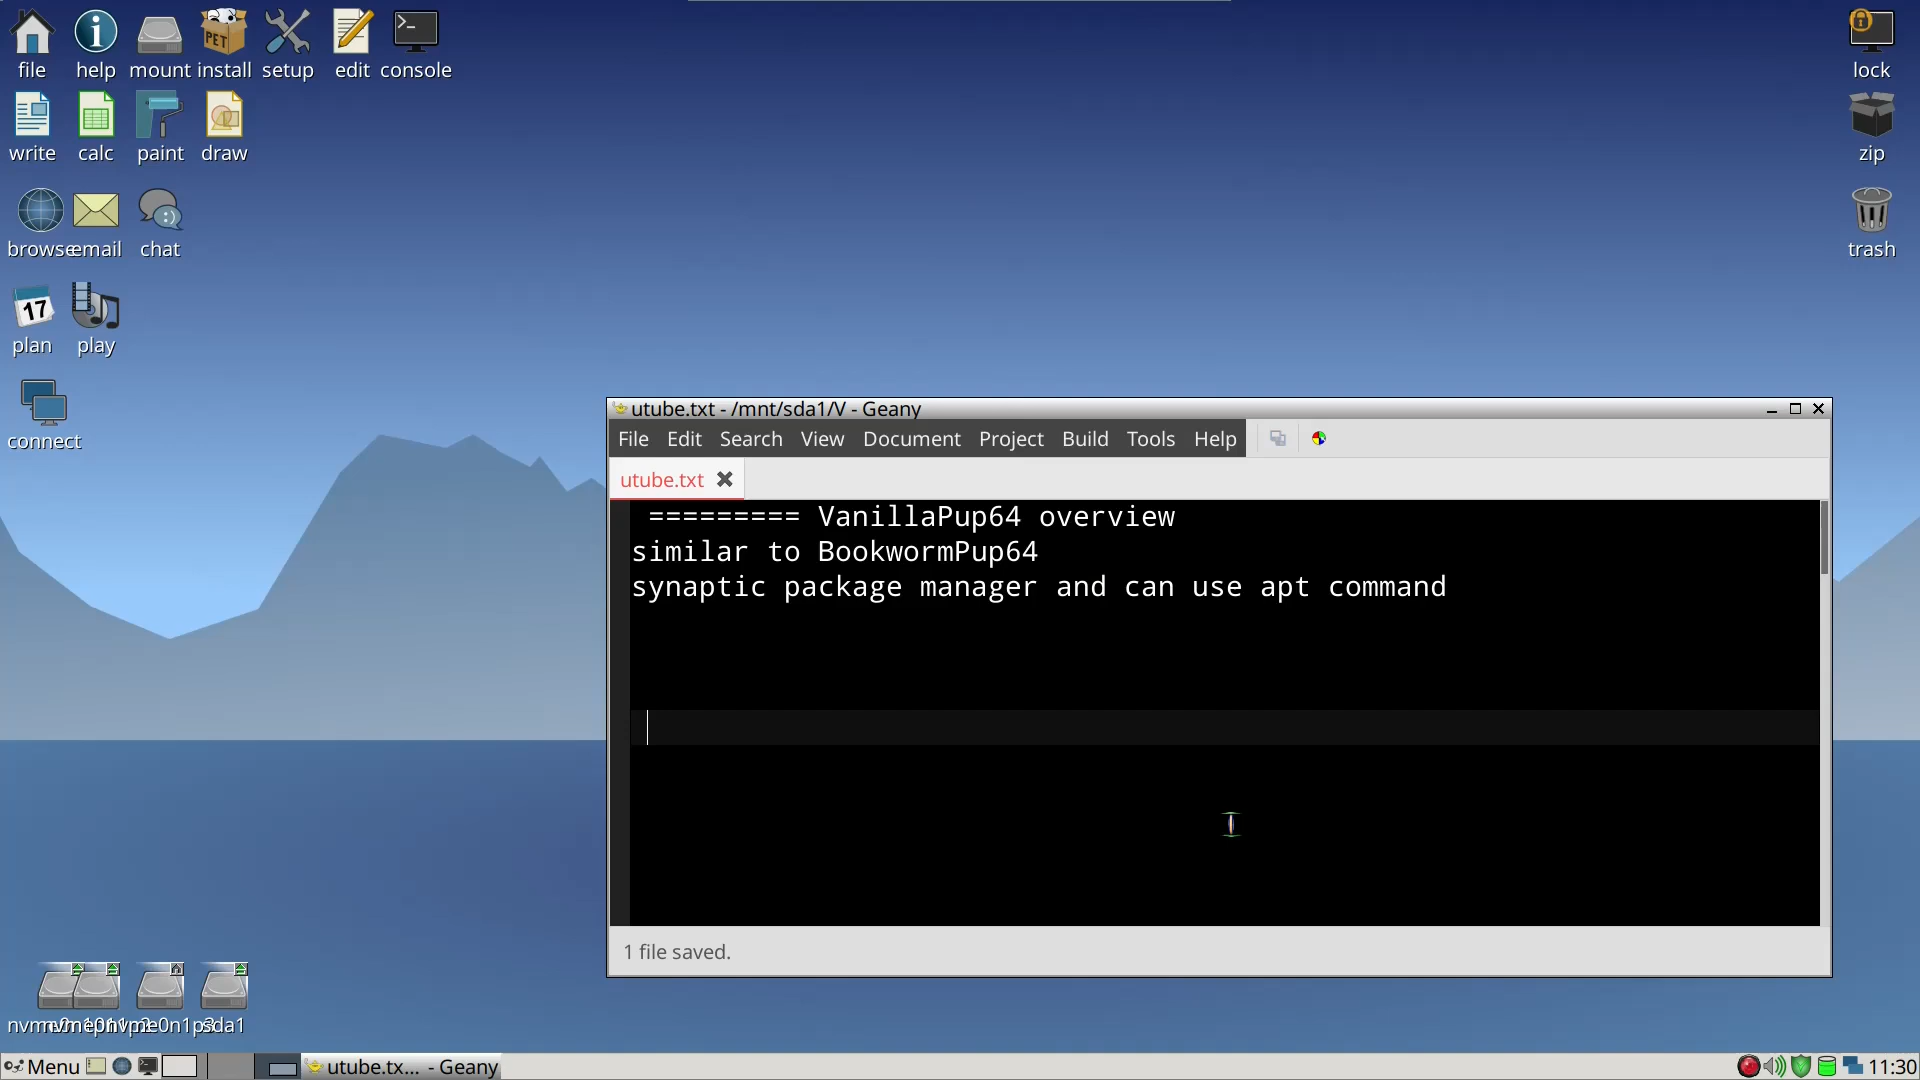 file help mount install setup edit console
write calc paint draw
browse email chat
plan play
connect
lock
zip
trash
PET
17
utube.txt - /mnt/sda1/V - Geany
File Edit Search View Document Project Build Tools Help
utube.txt
========= VanillaPup64 overview
similar to BookwormPup64
synaptic package manager and can use apt command
1 file saved.
sda1
Menu utube.tx... - Geany 11:30